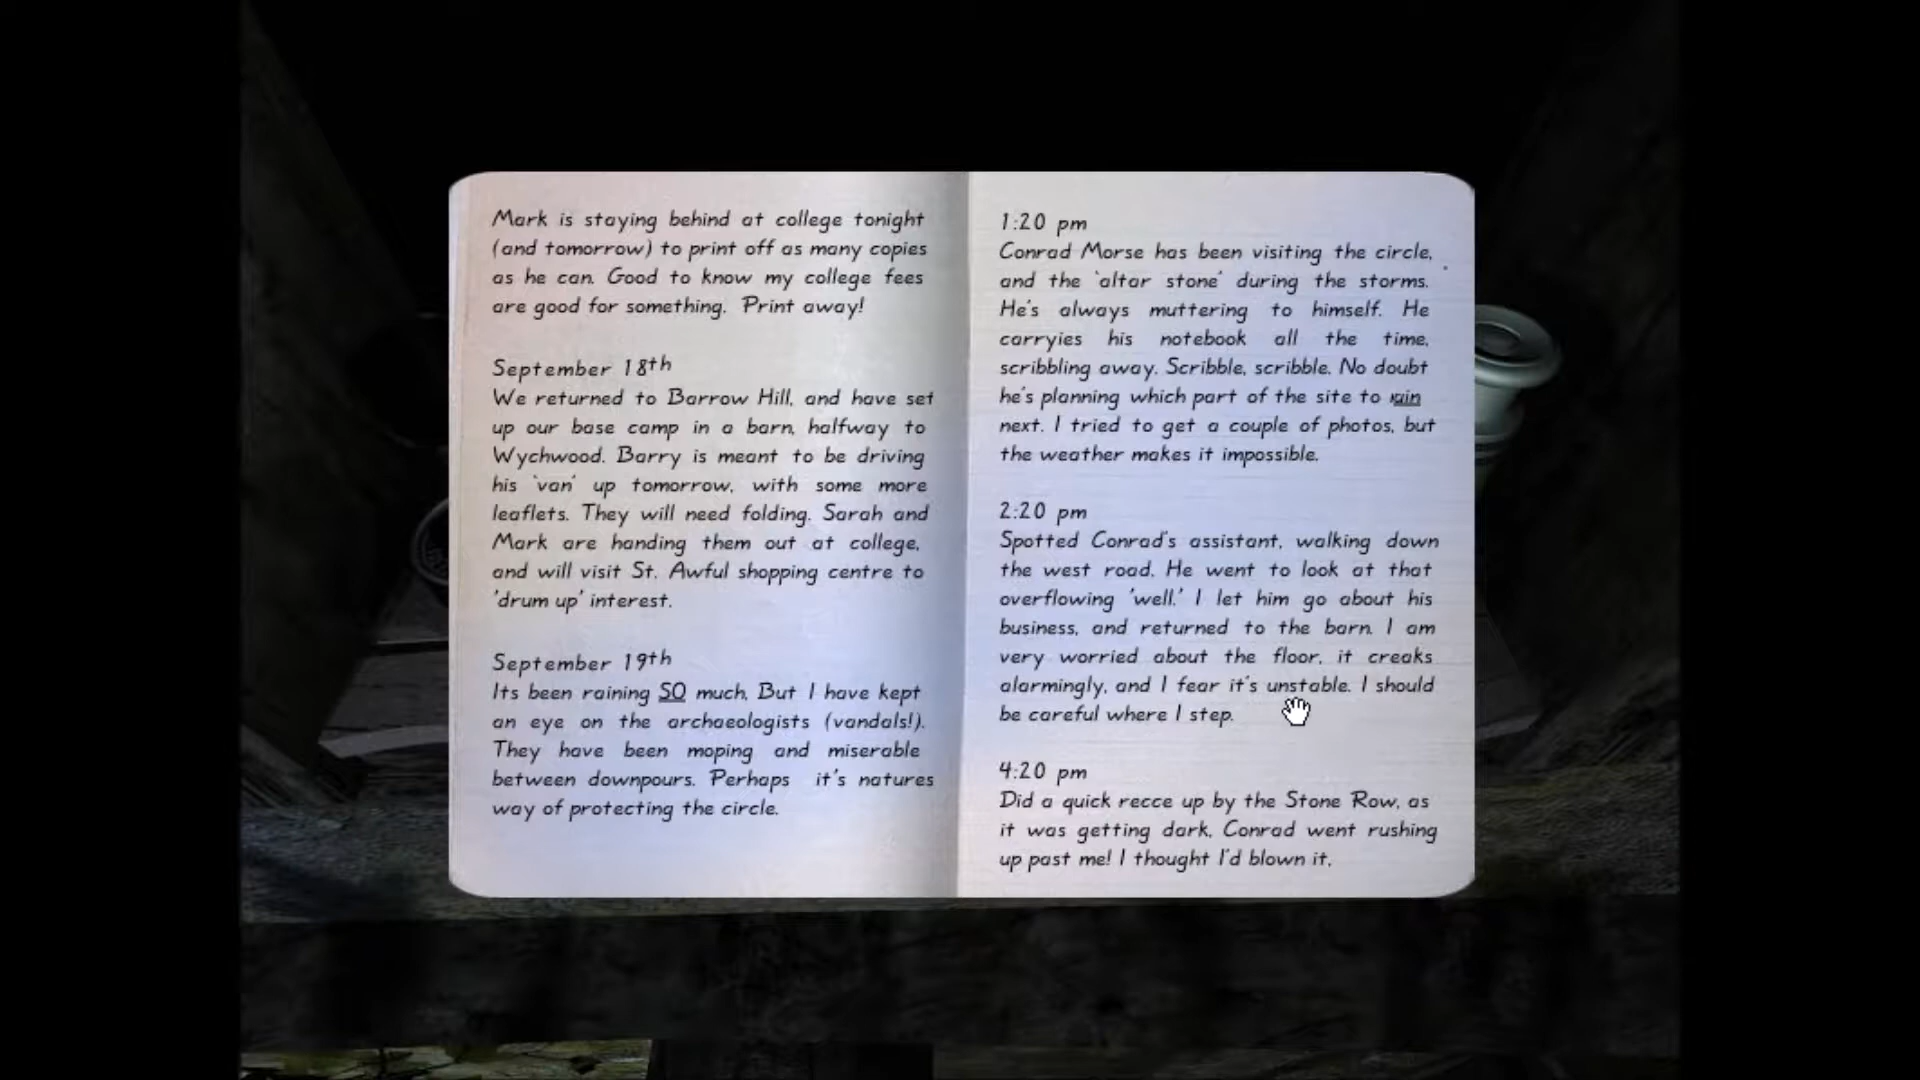 Mark is staying behind at college tonight
(and tomorrow) to print off as many copies
as he can. Good to know my college fees
are good for something. Print away!
September 18th
We returned to Barrow Hill, and have set
up our base camp in a barn, halfway to
Wychwood. Barry is meant to be driving
his 'van' up tomorrow, with some more
leaflets. They will need folding. Sarah and
Mark are handing them out at college,
and will visit St. Awful shopping centre to
'drum up' interest.
September 19th
Its been raining SO much, But I have kept
an eye on the archaeologists (vandals!).
They have been moping and miserable
between downpours. Perhaps it's natures
way of protecting the circle.
1:20 pm
Conrad Morse has been visiting the circle,
and the 'altar stone' during the storms.
He's always muttering to himself. He
carryies his notebook all the time,
scribbling away. Scribble, scribble. No doubt
he's planning which part of the site to ruin
next. I tried to get a couple of photos, but
the weather makes it impossible.
2:20 pm
Spotted Conrad's assistant, walking down
the west road. He went to look at that
overflowing 'well.' I let him go about his
business, and returned to the barn. I am
very worried about the floor, it creaks
alarmingly, and I fear it's unstable. I should
be careful where I step.
4:20 pm
Did a quick recce up by the Stone Row, as
it was getting dark, Conrad went rushing
up past me! I thought I'd blown it.